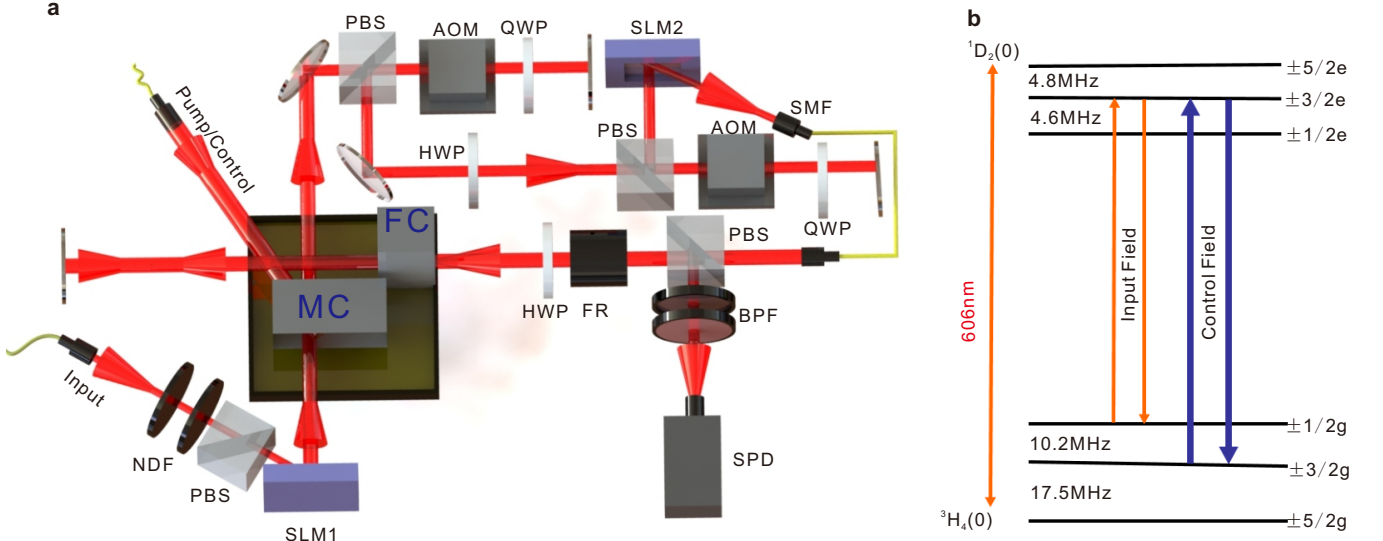 a
PBS
AOM
QWP
SLM2
SMF
Pump/Control
HWP
PBS
AOM
QWP
FC
MC
PBS
HWP
FR
BPF
Input
NDF
PBS
SLM1
SPD
b
¹D₂(0)
±5/2e
4.8MHz
±3/2e
4.6MHz
±1/2e
606nm
Input Field
Control Field
±1/2g
10.2MHz
±3/2g
17.5MHz
³H₄(0)
±5/2g